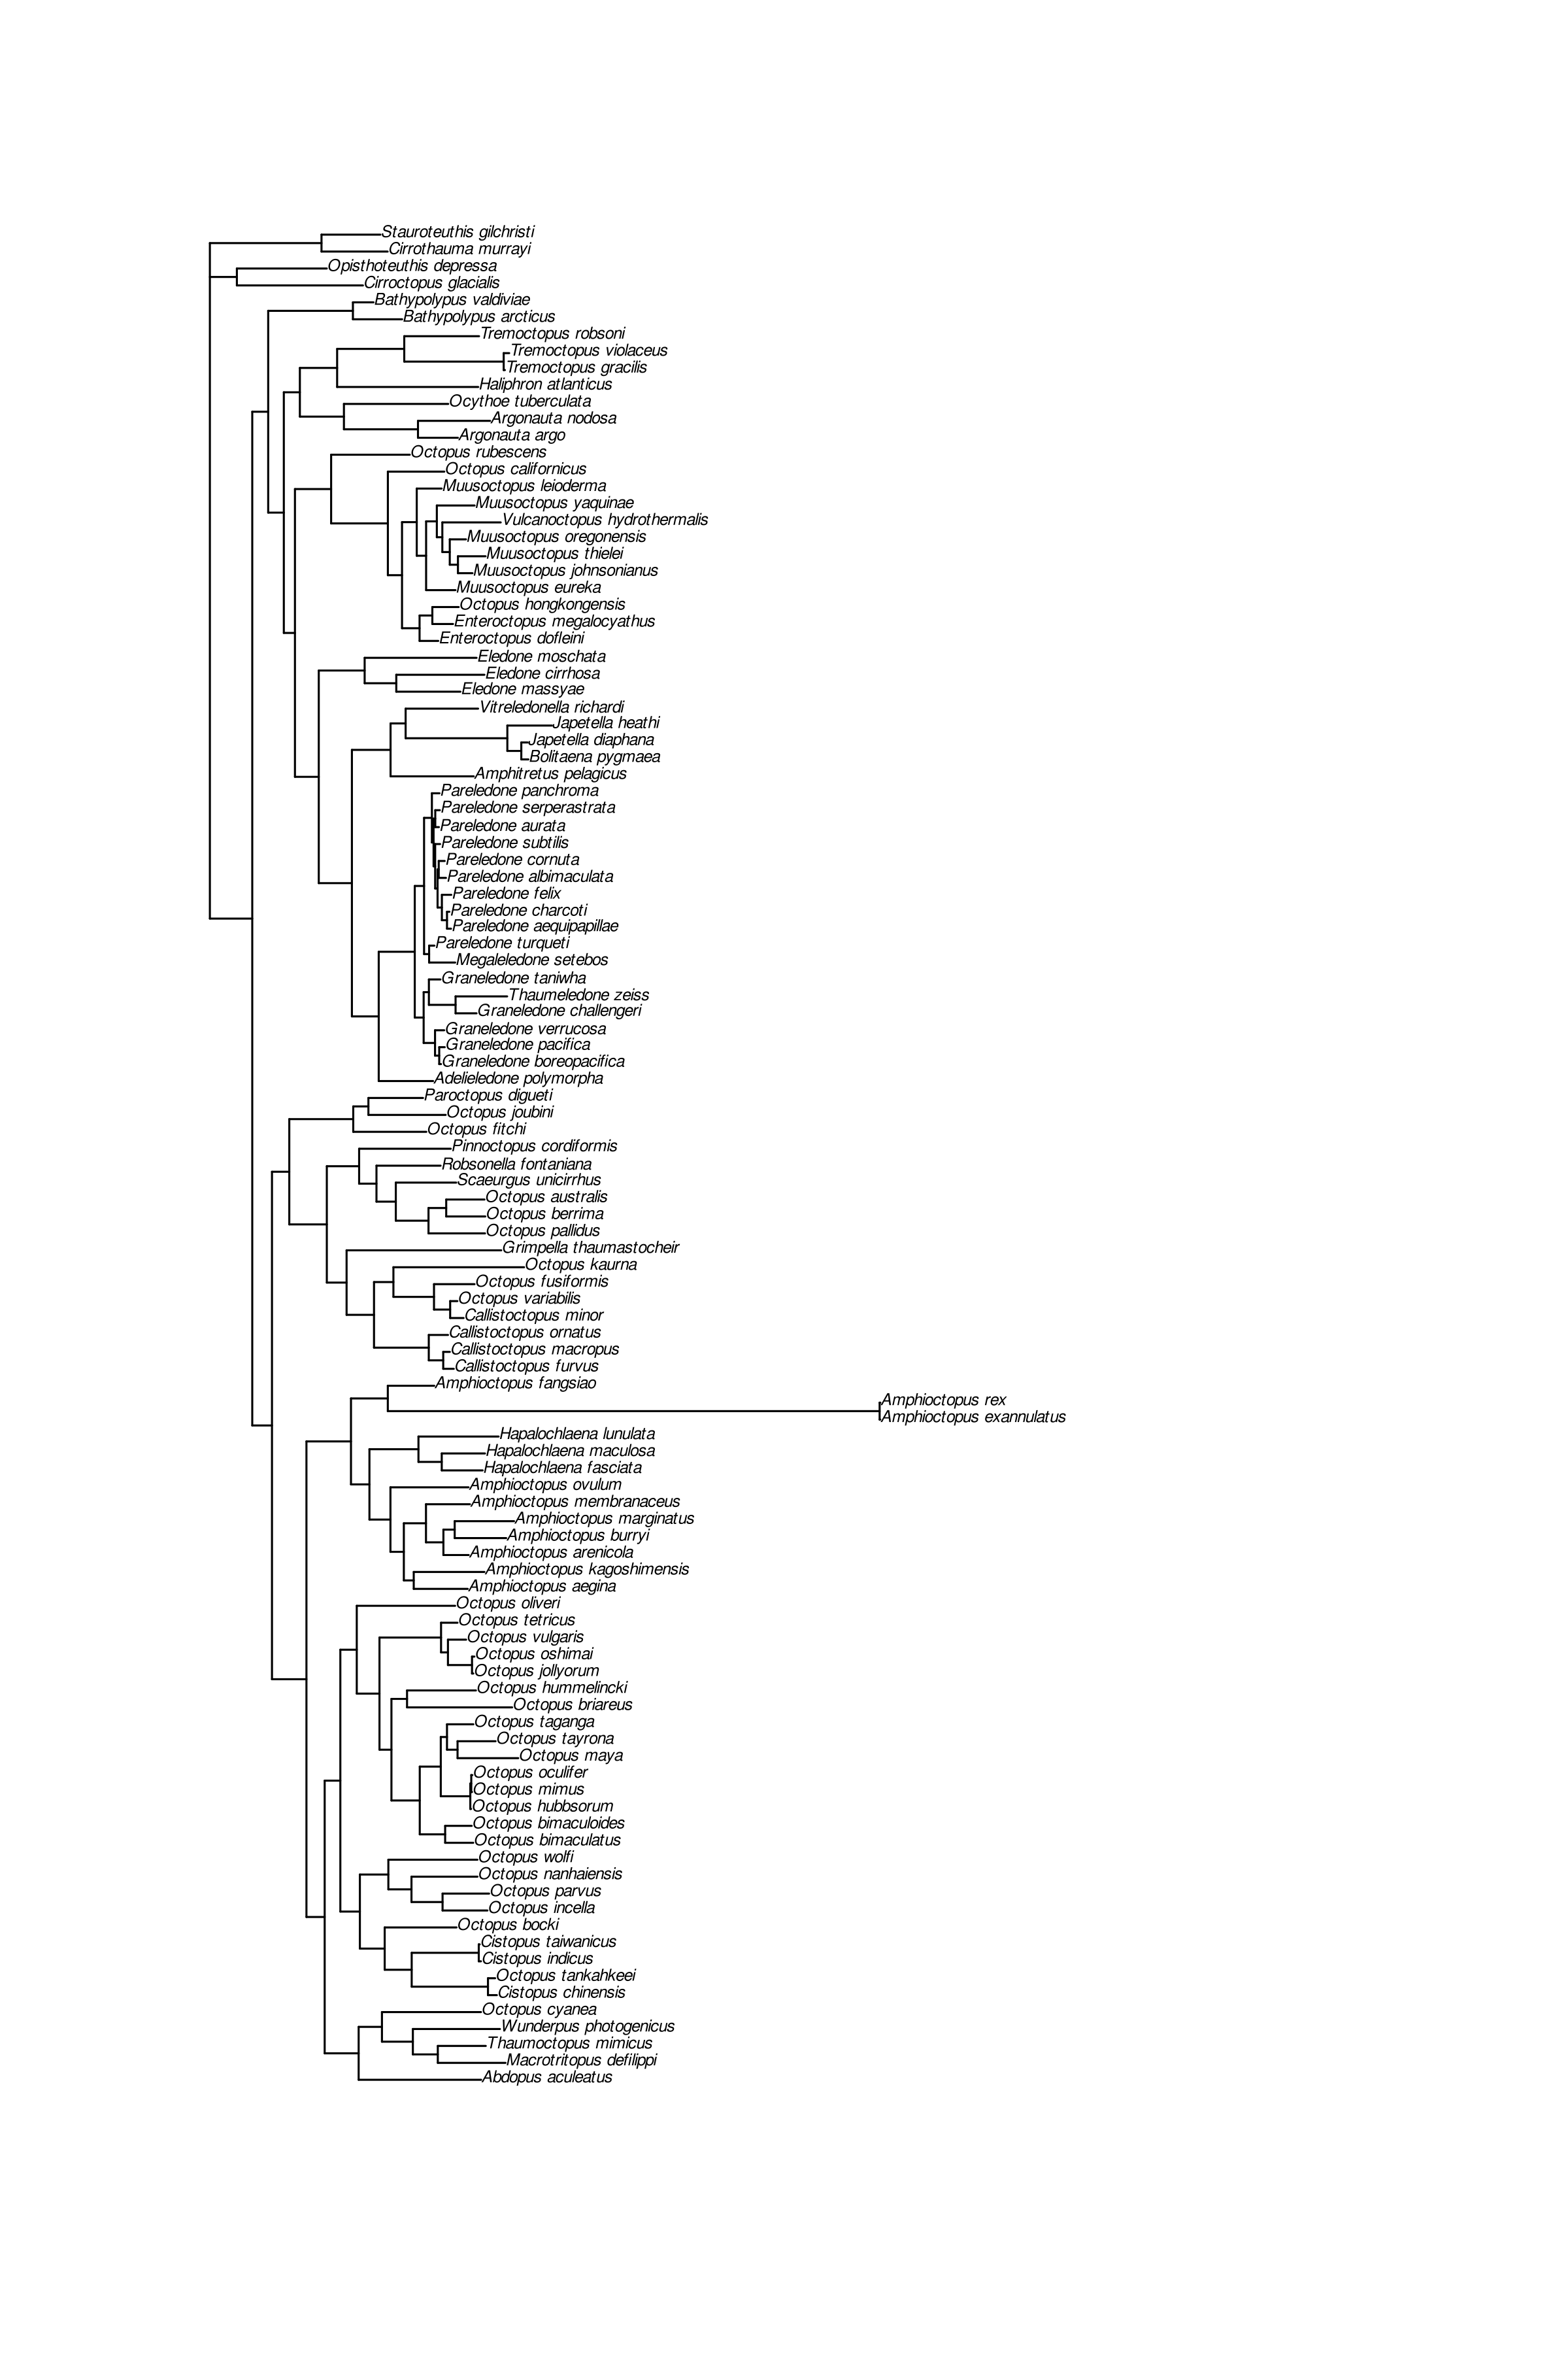 Stauroteuthis gilchristi
Cirrothauma murrayi
Opisthoteuthis depressa
Cirroctopus glacialis
Bathypolypus valdiviae
Bathypolypus arcticus
Tremoctopus robsoni
Tremoctopus violaceus
Tremoctopus gracilis
Haliphron atlanticus
Ocythoe tuberculata
Argonauta nodosa
Argonauta argo
Octopus rubescens
Octopus californicus
Muusoctopus leioderma
Muusoctopus yaquinae
Vulcanoctopus hydrothermalis
Muusoctopus oregonensis
Muusoctopus thielei
Muusoctopus johnsonianus
Muusoctopus eureka
Octopus hongkongensis
Enteroctopus megalocyathus
Enteroctopus dofleini
Eledone moschata
Eledone cirrhosa
Eledone massyae
Vitreledonella richardi
Japetella heathi
Japetella diaphana
Bolitaena pygmaea
Amphitretus pelagicus
Pareledone panchroma
Pareledone serperastrata
Pareledone aurata
Pareledone subtilis
Pareledone cornuta
Pareledone albimaculata
Pareledone felix
Pareledone charcoti
Pareledone aequipapillae
Pareledone turqueti
Megaleledone setebos
Graneledone taniwha
Thaumeledone zeiss
Graneledone challengeri
Graneledone verrucosa
Graneledone pacifica
Graneledone boreopacifica
Adelieledone polymorpha
Paroctopus digueti
Octopus joubini
Octopus fitchi
Pinnoctopus cordiformis
Robsonella fontaniana
Scaeurgus unicirrhus
Octopus australis
Octopus berrima
Octopus pallidus
Grimpella thaumastocheir
Octopus kaurna
Octopus fusiformis
Octopus variabilis
Callistoctopus minor
Callistoctopus ornatus
Callistoctopus macropus
Callistoctopus furvus
Amphioctopus fangsiao
Amphioctopus rex
Amphioctopus exannulatus
Hapalochlaena lunulata
Hapalochlaena maculosa
Hapalochlaena fasciata
Amphioctopus ovulum
Amphioctopus membranaceus
Amphioctopus marginatus
Amphioctopus burryi
Amphioctopus arenicola
Amphioctopus kagoshimensis
Amphioctopus aegina
Octopus oliveri
Octopus tetricus
Octopus vulgaris
Octopus oshimai
Octopus jollyorum
Octopus hummelincki
Octopus briareus
Octopus taganga
Octopus tayrona
Octopus maya
Octopus oculifer
Octopus mimus
Octopus hubbsorum
Octopus bimaculoides
Octopus bimaculatus
Octopus wolfi
Octopus nanhaiensis
Octopus parvus
Octopus incella
Octopus bocki
Cistopus taiwanicus
Cistopus indicus
Octopus tankahkeei
Cistopus chinensis
Octopus cyanea
Wunderpus photogenicus
Thaumoctopus mimicus
Macrotritopus defilippi
Abdopus aculeatus